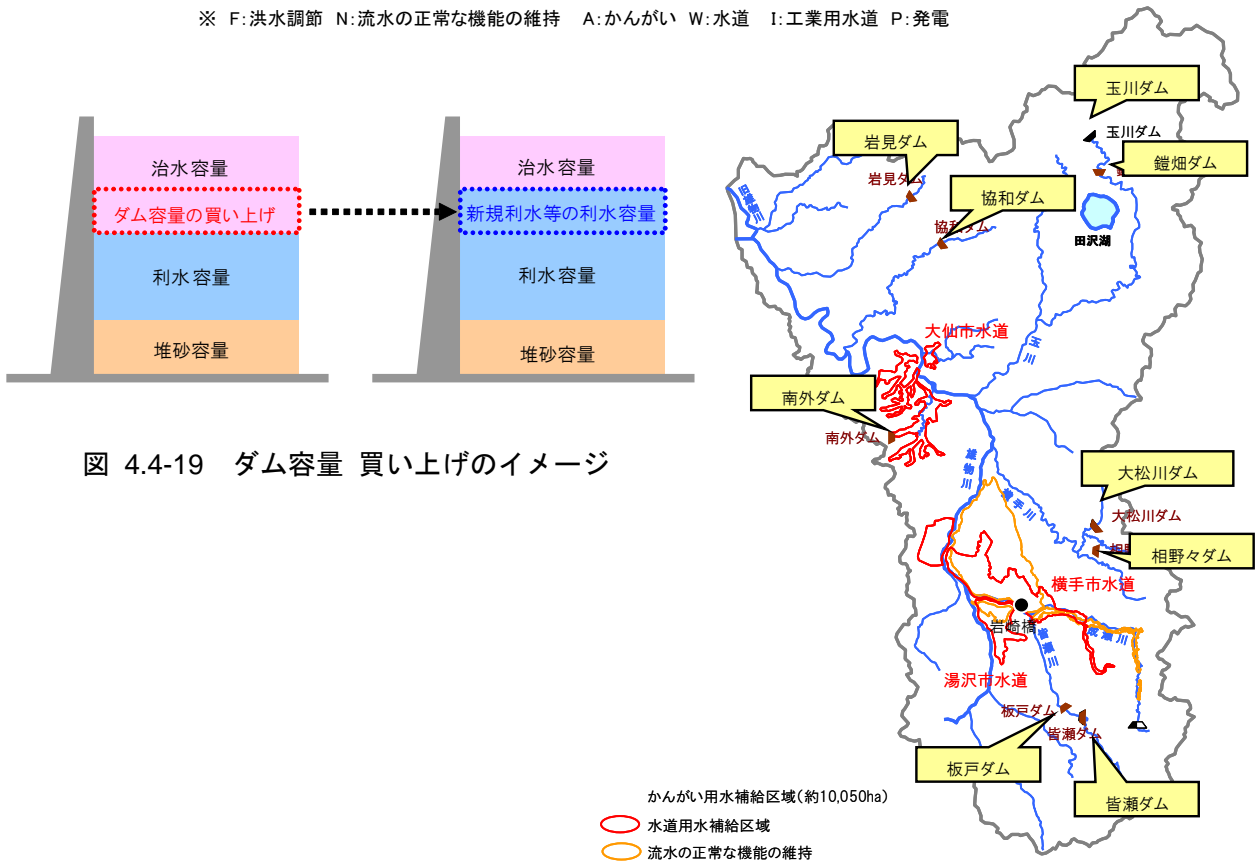 ※ F:洪水調節 N:流水の正常な機能の維持 A:かんがい W:水道 I:工業用水道 P:発電
治水容量
ダム容量の買い上げ
利水容量
堆砂容量
治水容量
新規利水等の利水容量
利水容量
堆砂容量
図 4.4-19 ダム容量 買い上げのイメージ
玉川ダム
玉川ダム
岩見ダム
岩見ダム
鎧畑ダム
協和ダム
協和ダム
田沢湖
大仙市水道
玉川
南外ダム
南外ダム
雄物川
横手川
大松川ダム
大松川ダム
相野々ダム
横手市水道
岩崎橋
皆瀬川
成瀬川
湯沢市水道
板戸ダム
皆瀬ダム
板戸ダム
皆瀬ダム
かんがい用水補給区域(約10,050ha)
水道用水補給区域
流水の正常な機能の維持